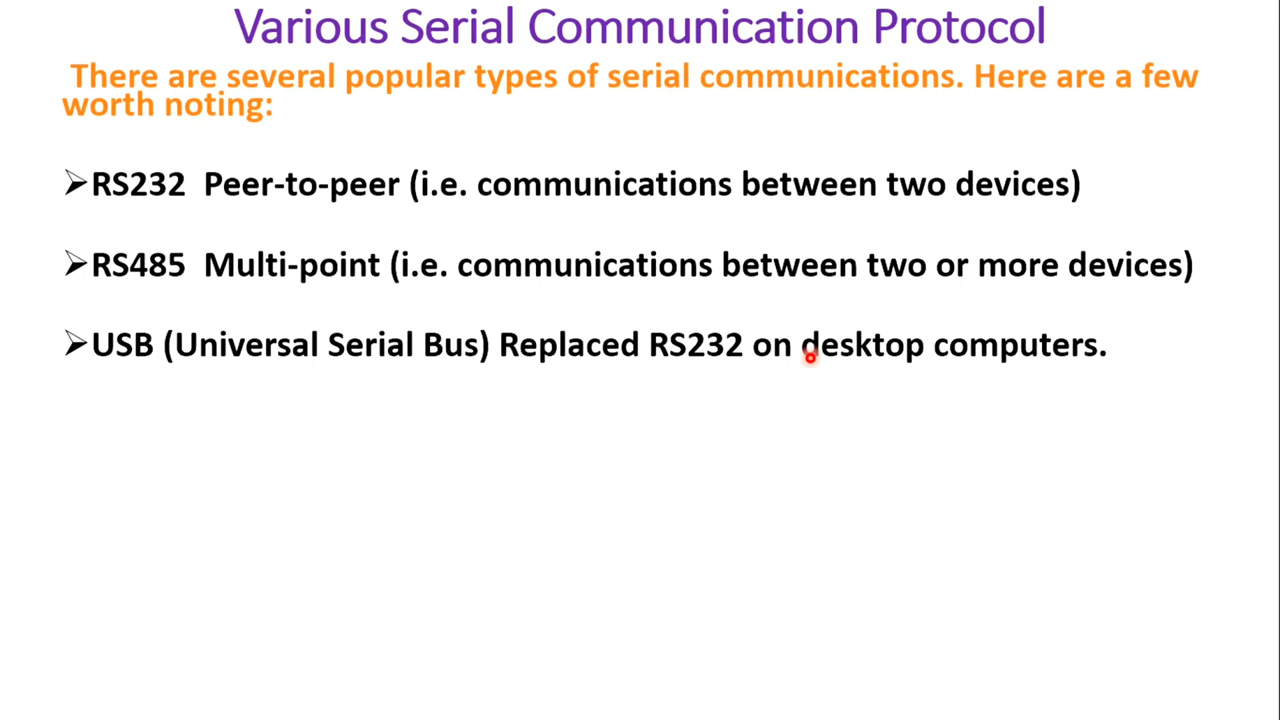 Various Serial Communication Protocol
There are several popular types of serial communications. Here are a few
worth noting:
➢RS232 Peer-to-peer (i.e. communications between two devices)
➢RS485 Multi-point (i.e. communications between two or more devices)
➢USB (Universal Serial Bus) Replaced RS232 on desktop computers.